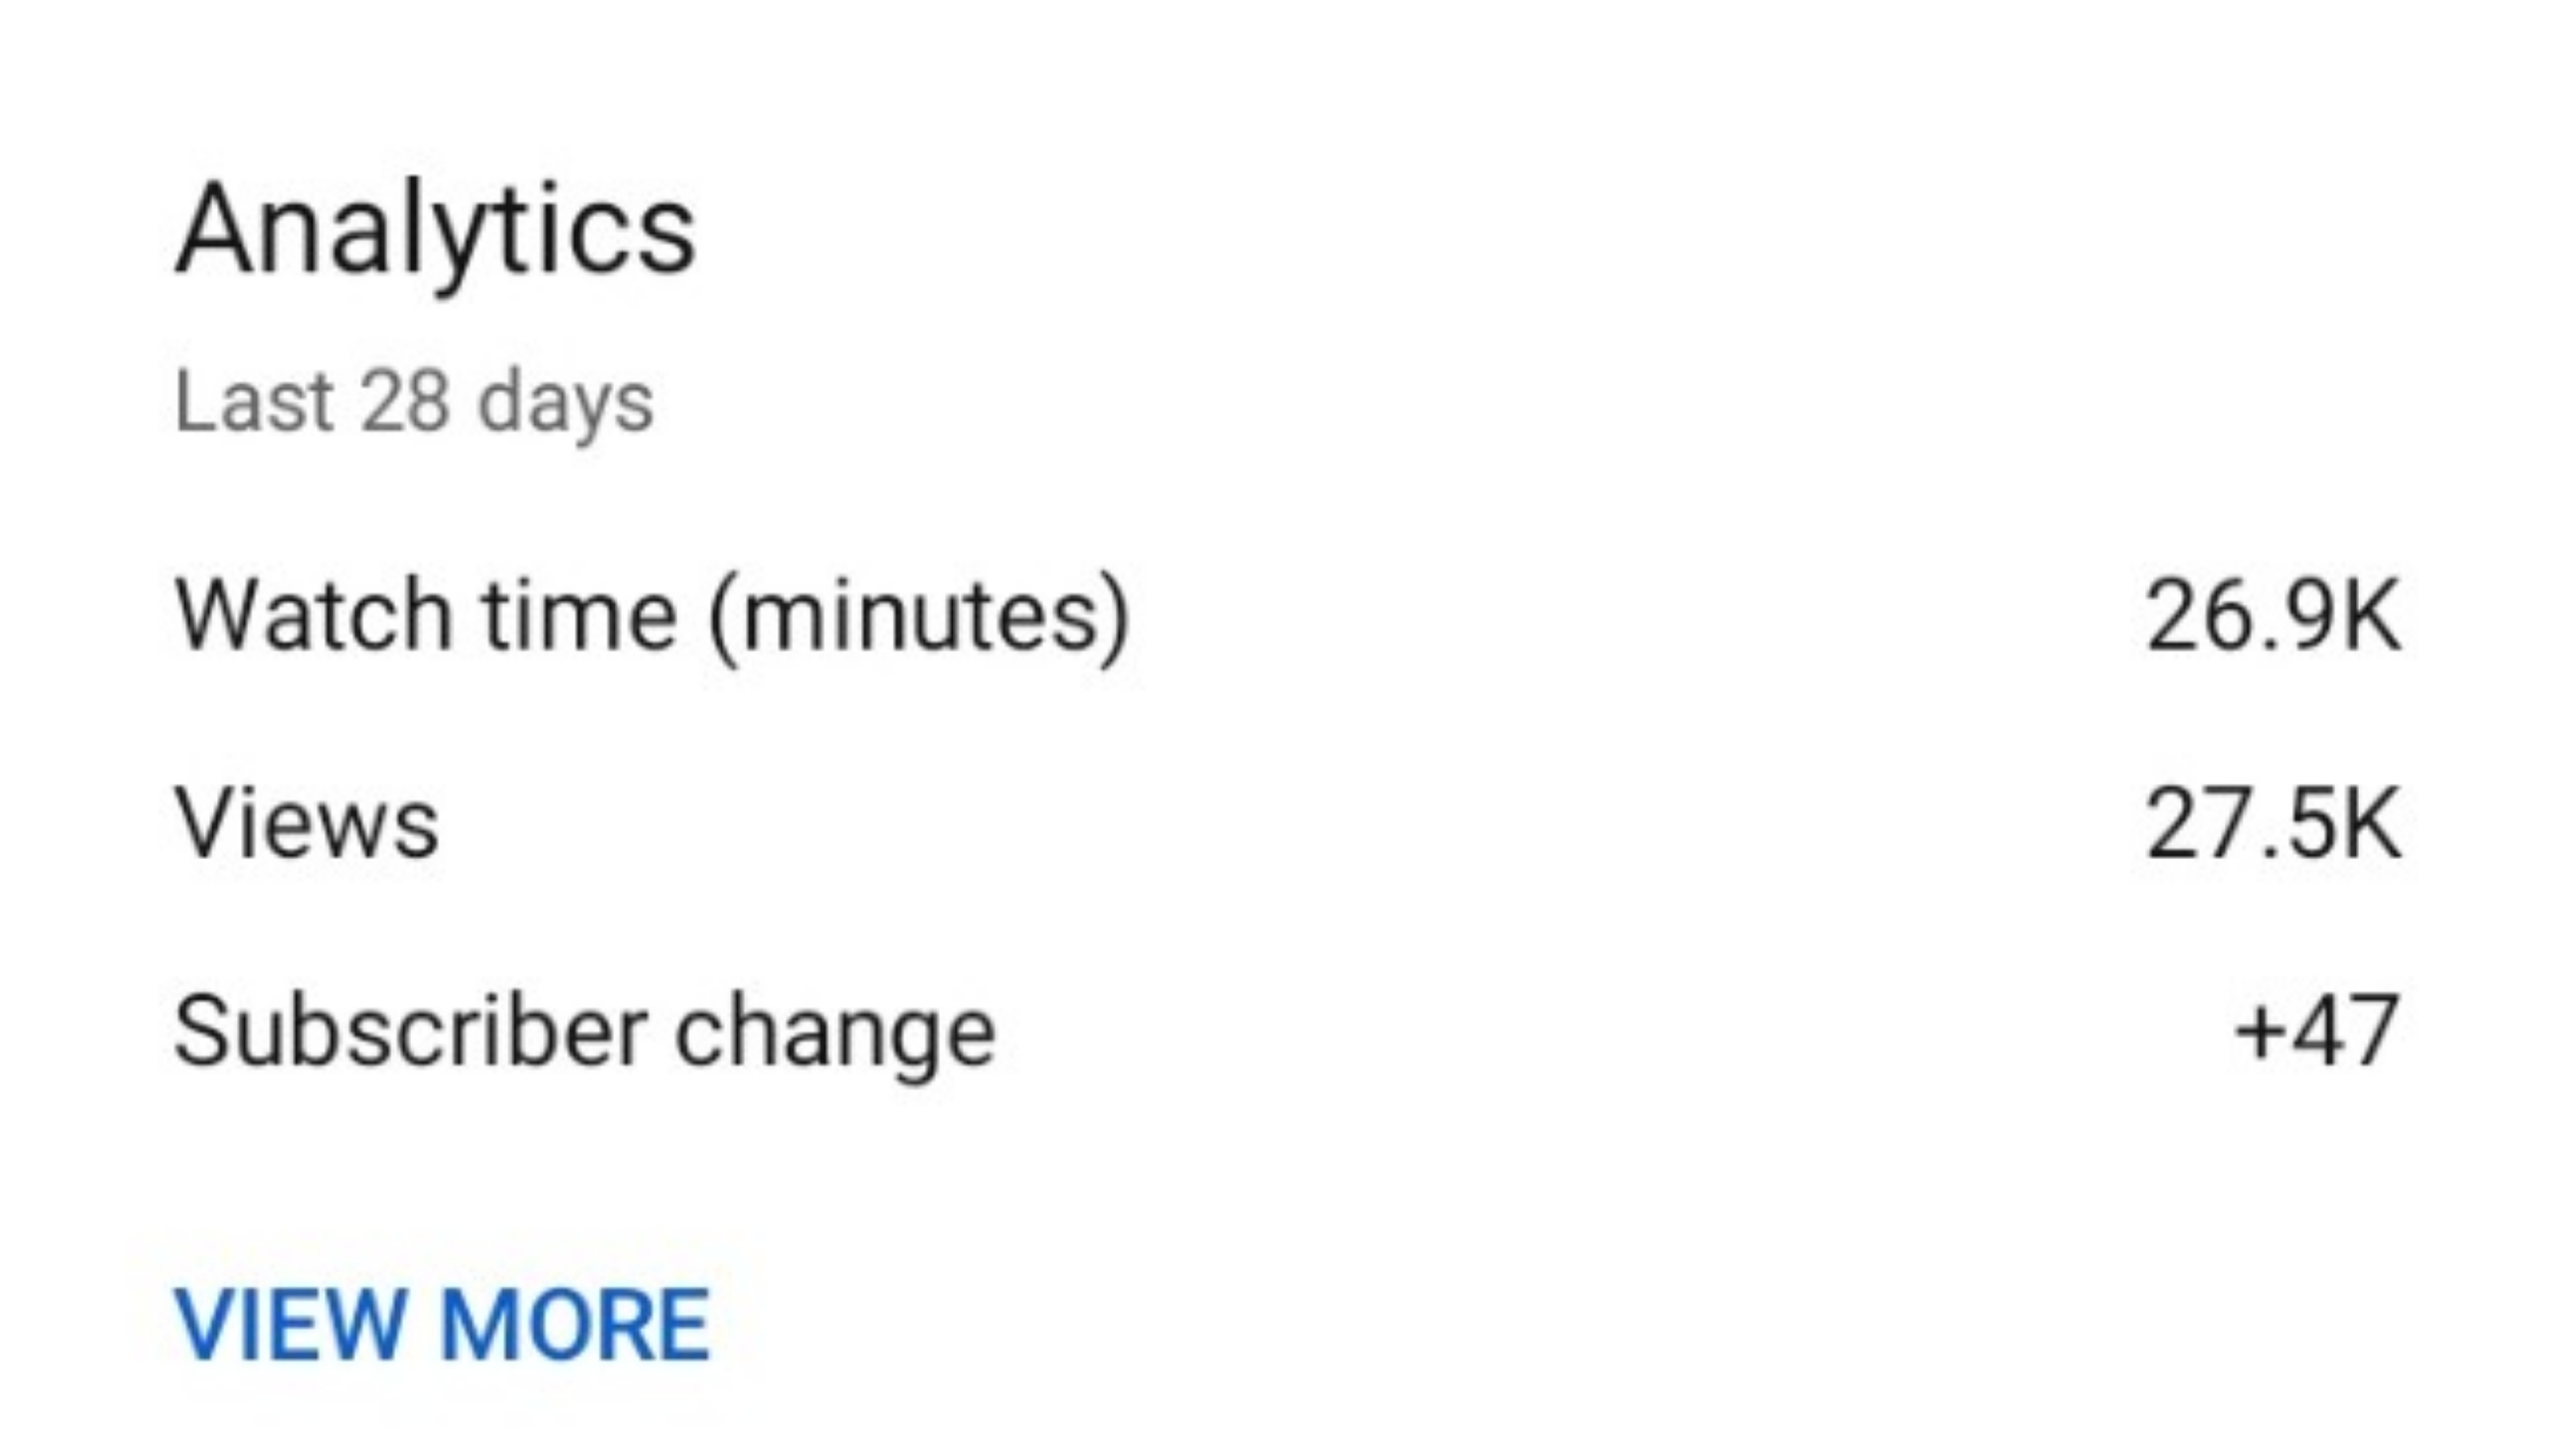 Analytics
Last 28 days
Watch time (minutes) 26.9K
Views 27.5K
Subscriber change +47
VIEW MORE